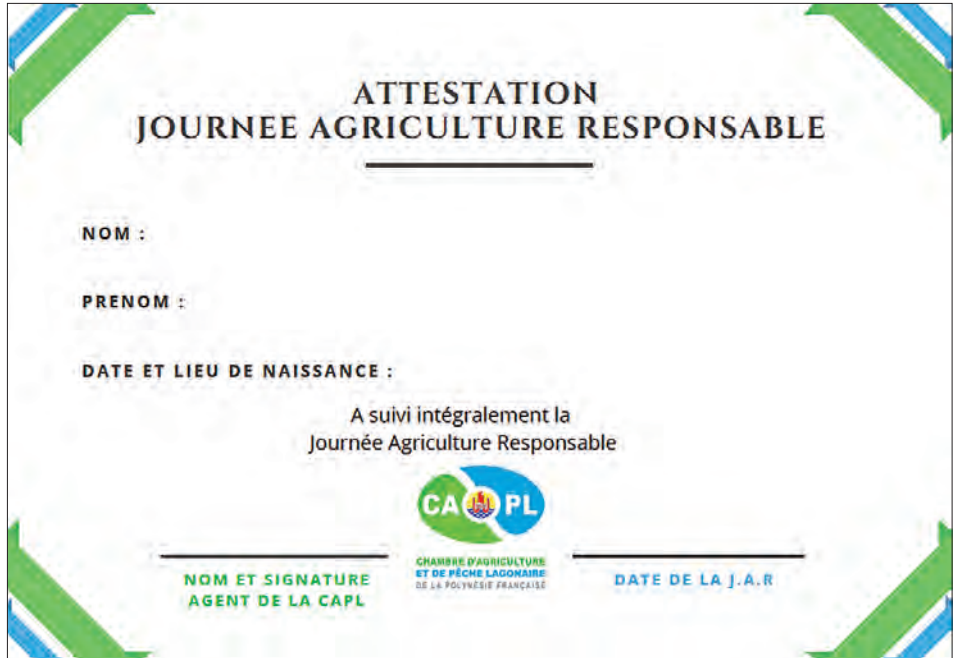 ATTESTATION
JOURNEE AGRICULTURE RESPONSABLE
NOM :
PRENOM :
DATE ET LIEU DE NAISSANCE :
A suivi intégralement la
Journée Agriculture Responsable
CA PL
CHAMBRE D'AGRICULTURE
ET DE PÊCHE LAGONAIRE
DE LA POLYNÉSIE FRANÇAISE
NOM ET SIGNATURE
AGENT DE LA CAPL
DATE DE LA J.A.R